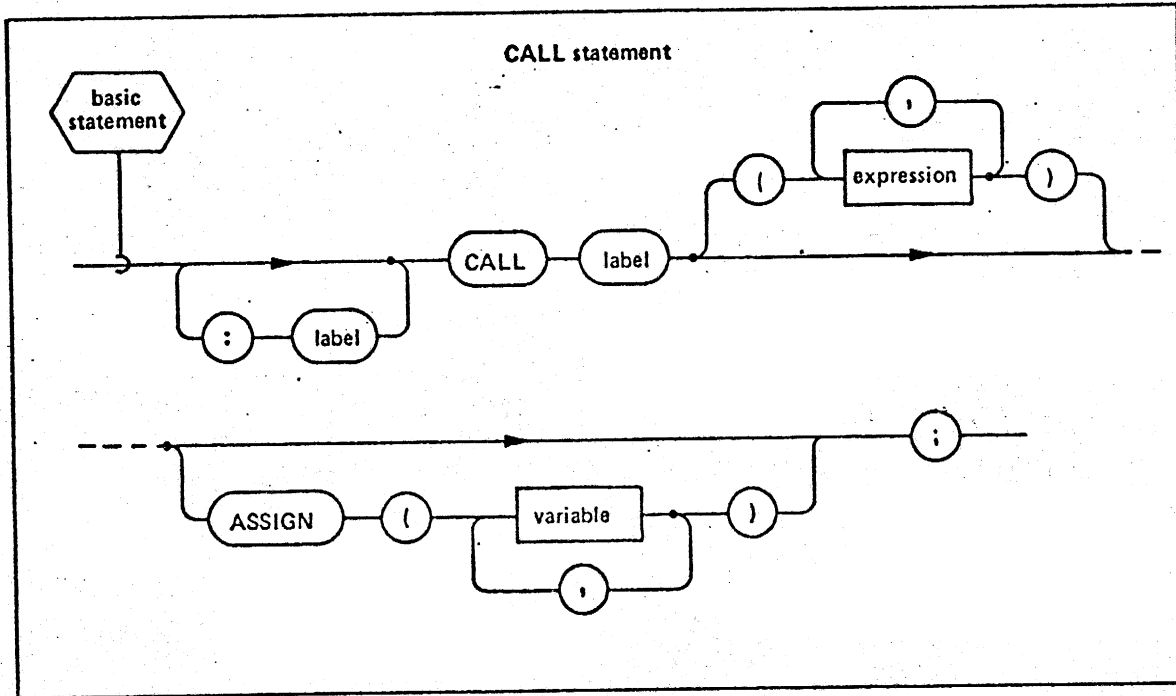 CALL statement
basic
statement
,
( expression )
CALL label
: label
;
ASSIGN ( variable )
,